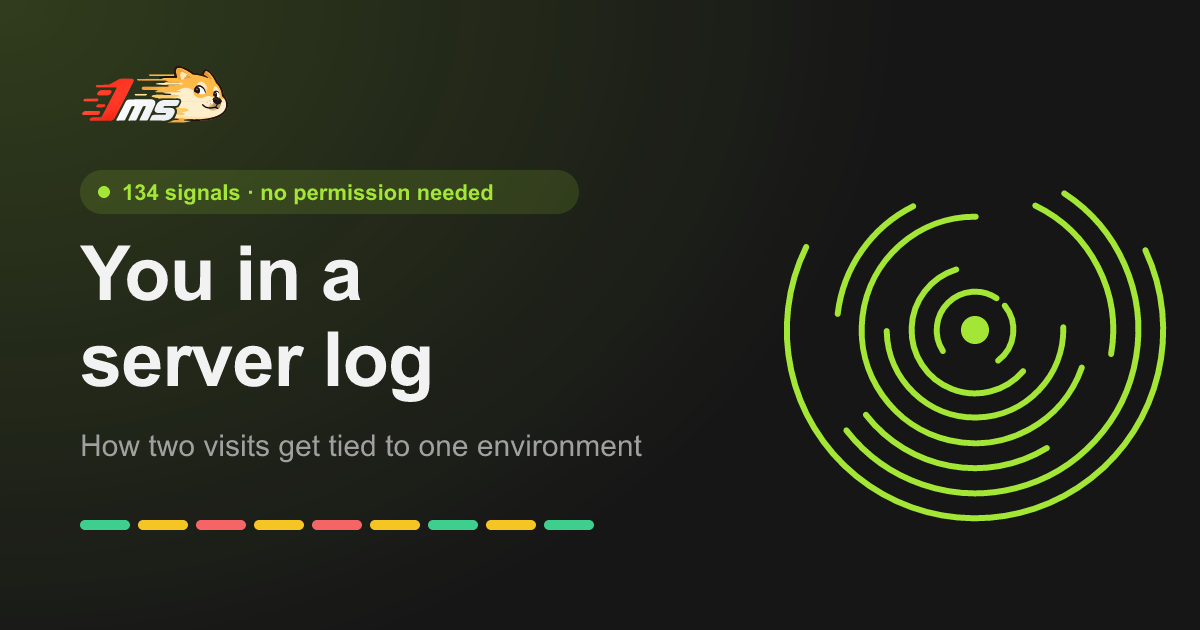 1ms
134 signals · no permission needed
You in a
server log
How two visits get tied to one environment